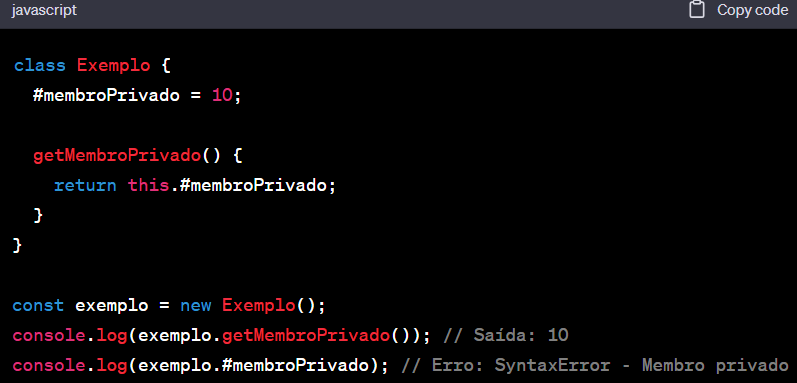 javascript
Copy code
class Exemplo {
  #membroPrivado = 10;
  getMembroPrivado() {
    return this.#membroPrivado;
  }
}
const exemplo = new Exemplo();
console.log(exemplo.getMembroPrivado()); // Saída: 10
console.log(exemplo.#membroPrivado); // Erro: SyntaxError - Membro privado